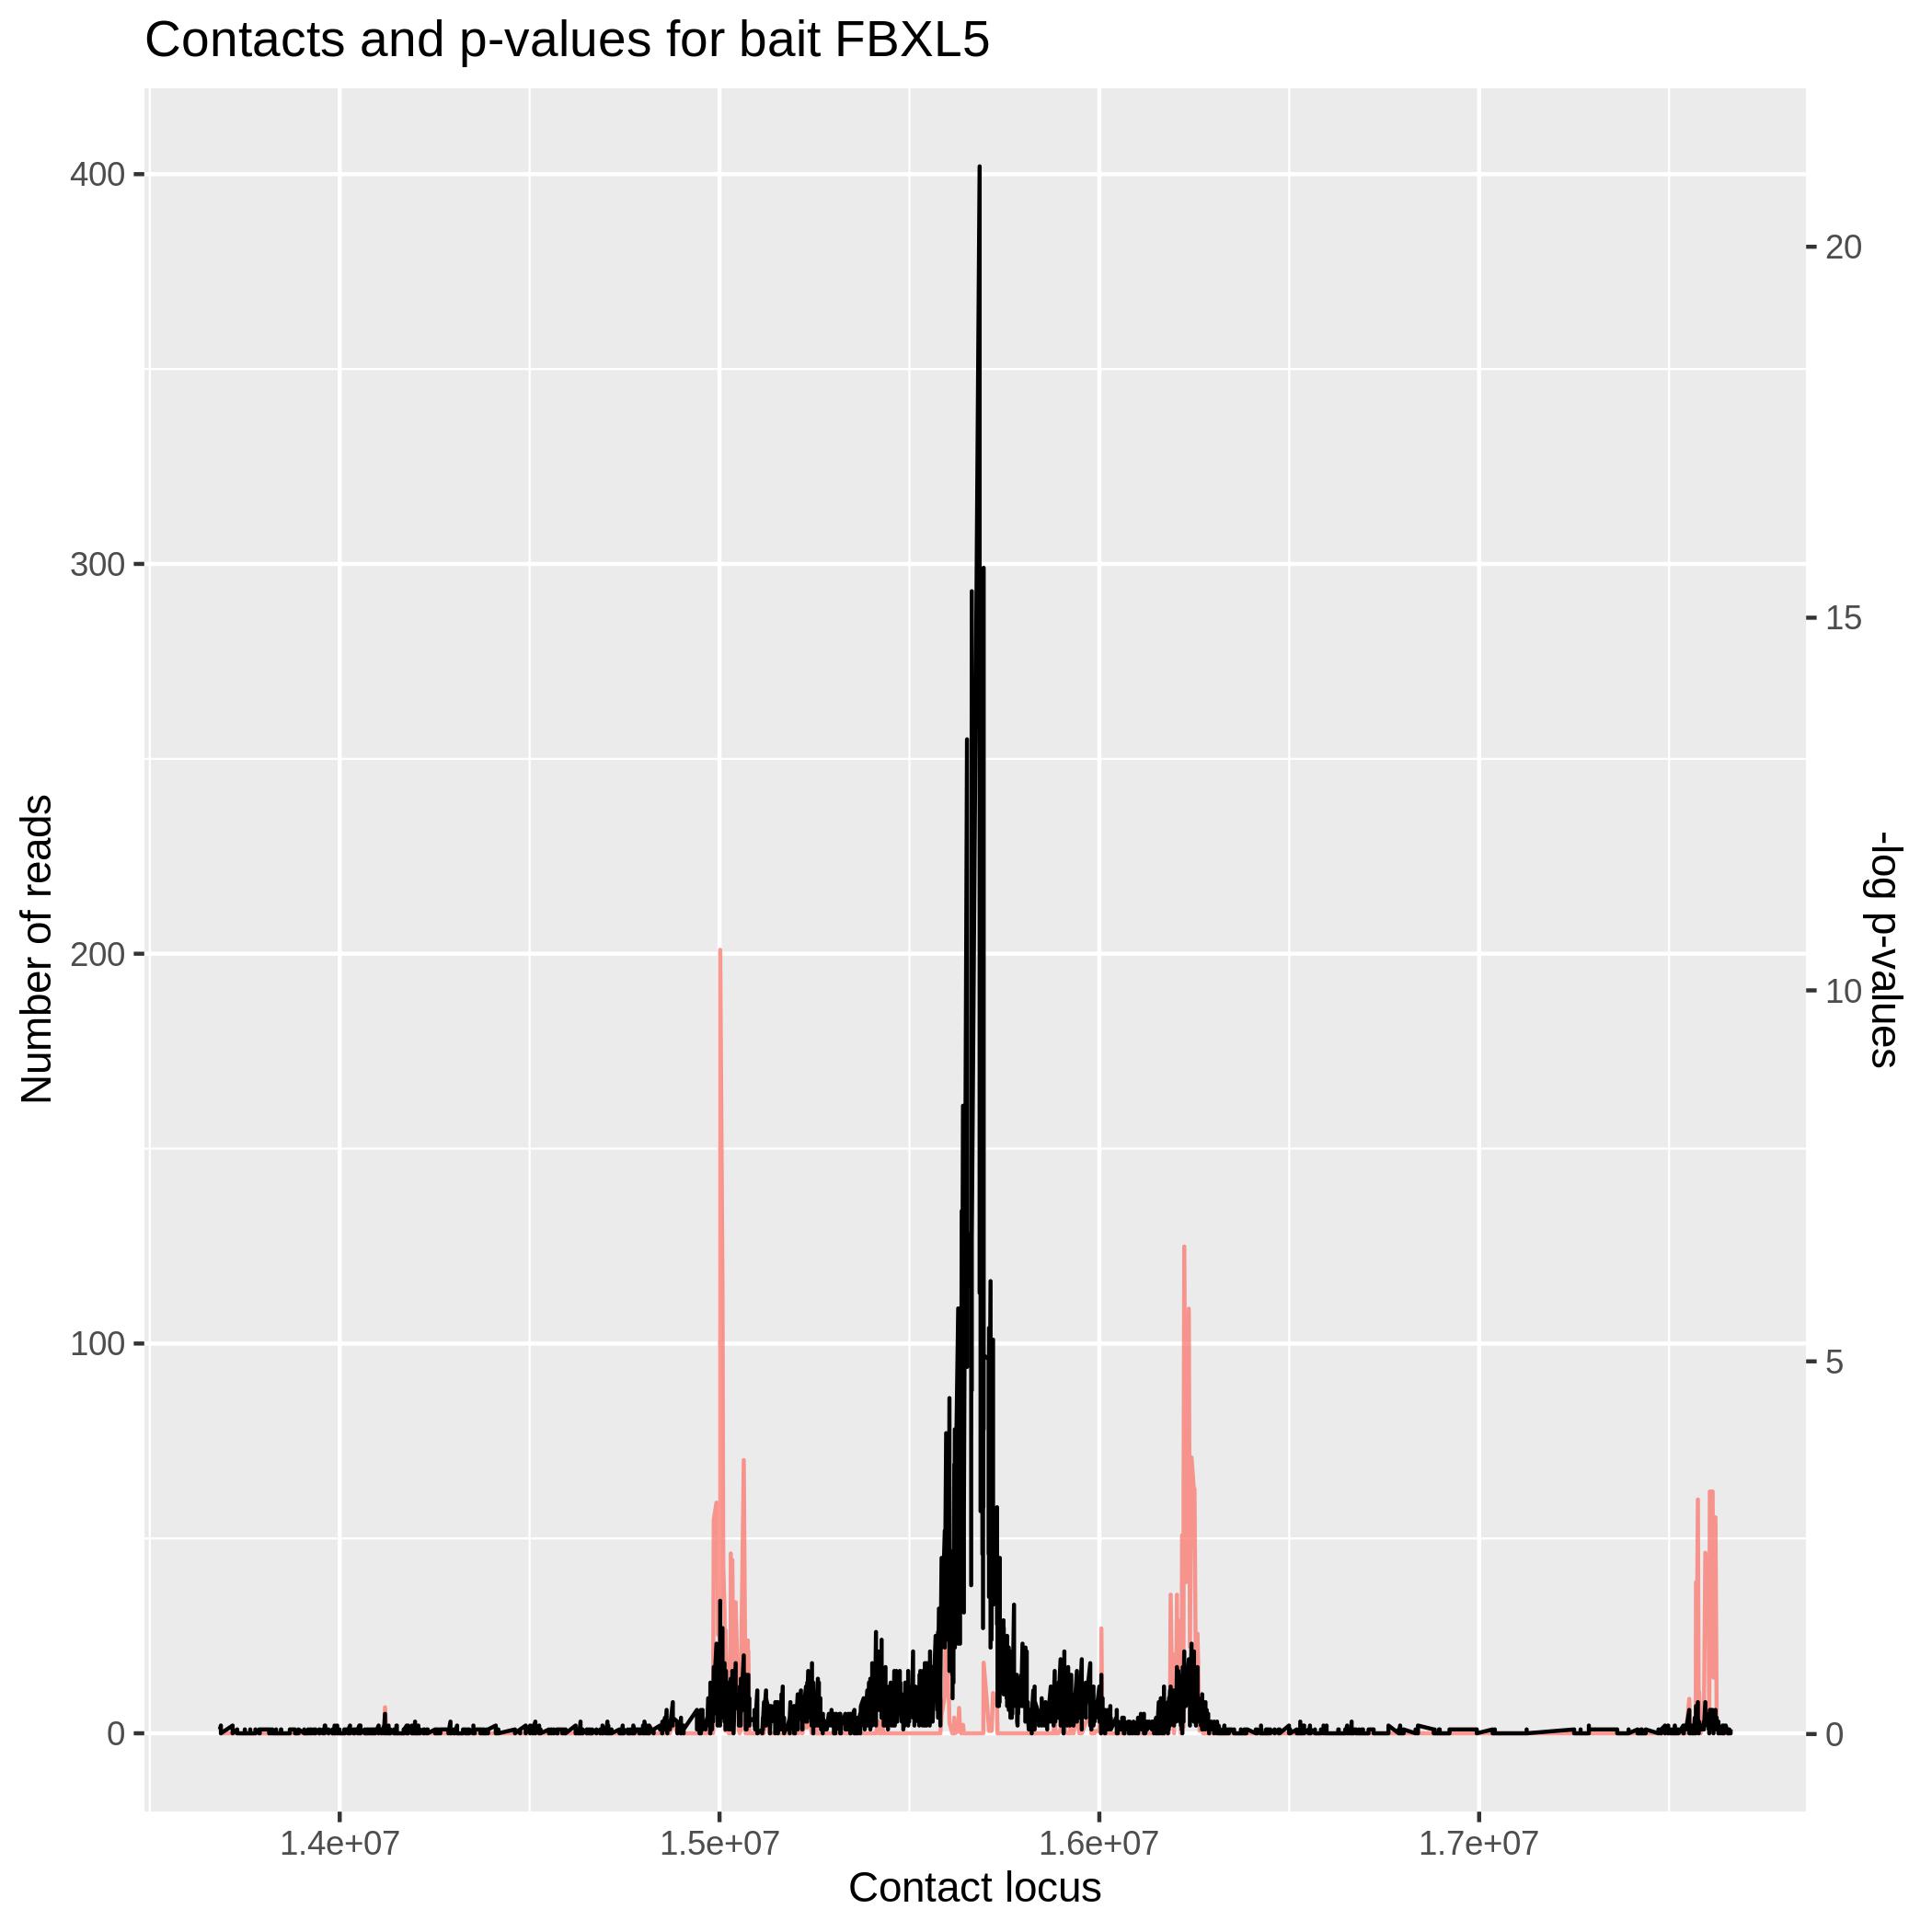 Contacts and p-values for bait FBXL5
400
300
200
100
0
Number of reads
20
15
10
5
0
-log p-values
1.4e+07 1.5e+07 1.6e+07 1.7e+07
Contact locus